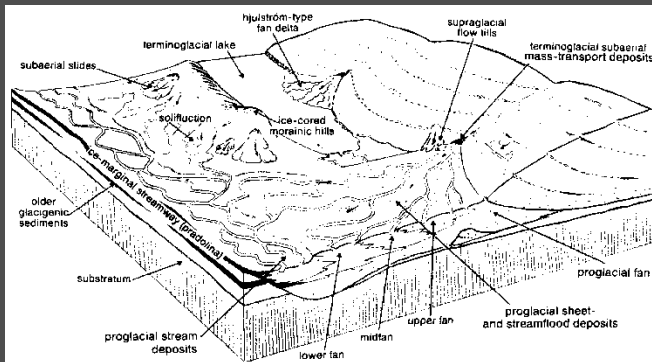 hjulström-type
fan delta
supraglacial
flow tills
terminoglacial lake
terminoglacial subaerial
mass-transport deposits
subaerial slides
solifluction
ice-cored
morainic hills
ice-marginal streamway (pradolina)
older
glacigenic
sediments
substratum
proglacial fan
proglacial stream
deposits
lower fan
midfan
upper fan
proglacial sheet-
and streamflood deposits